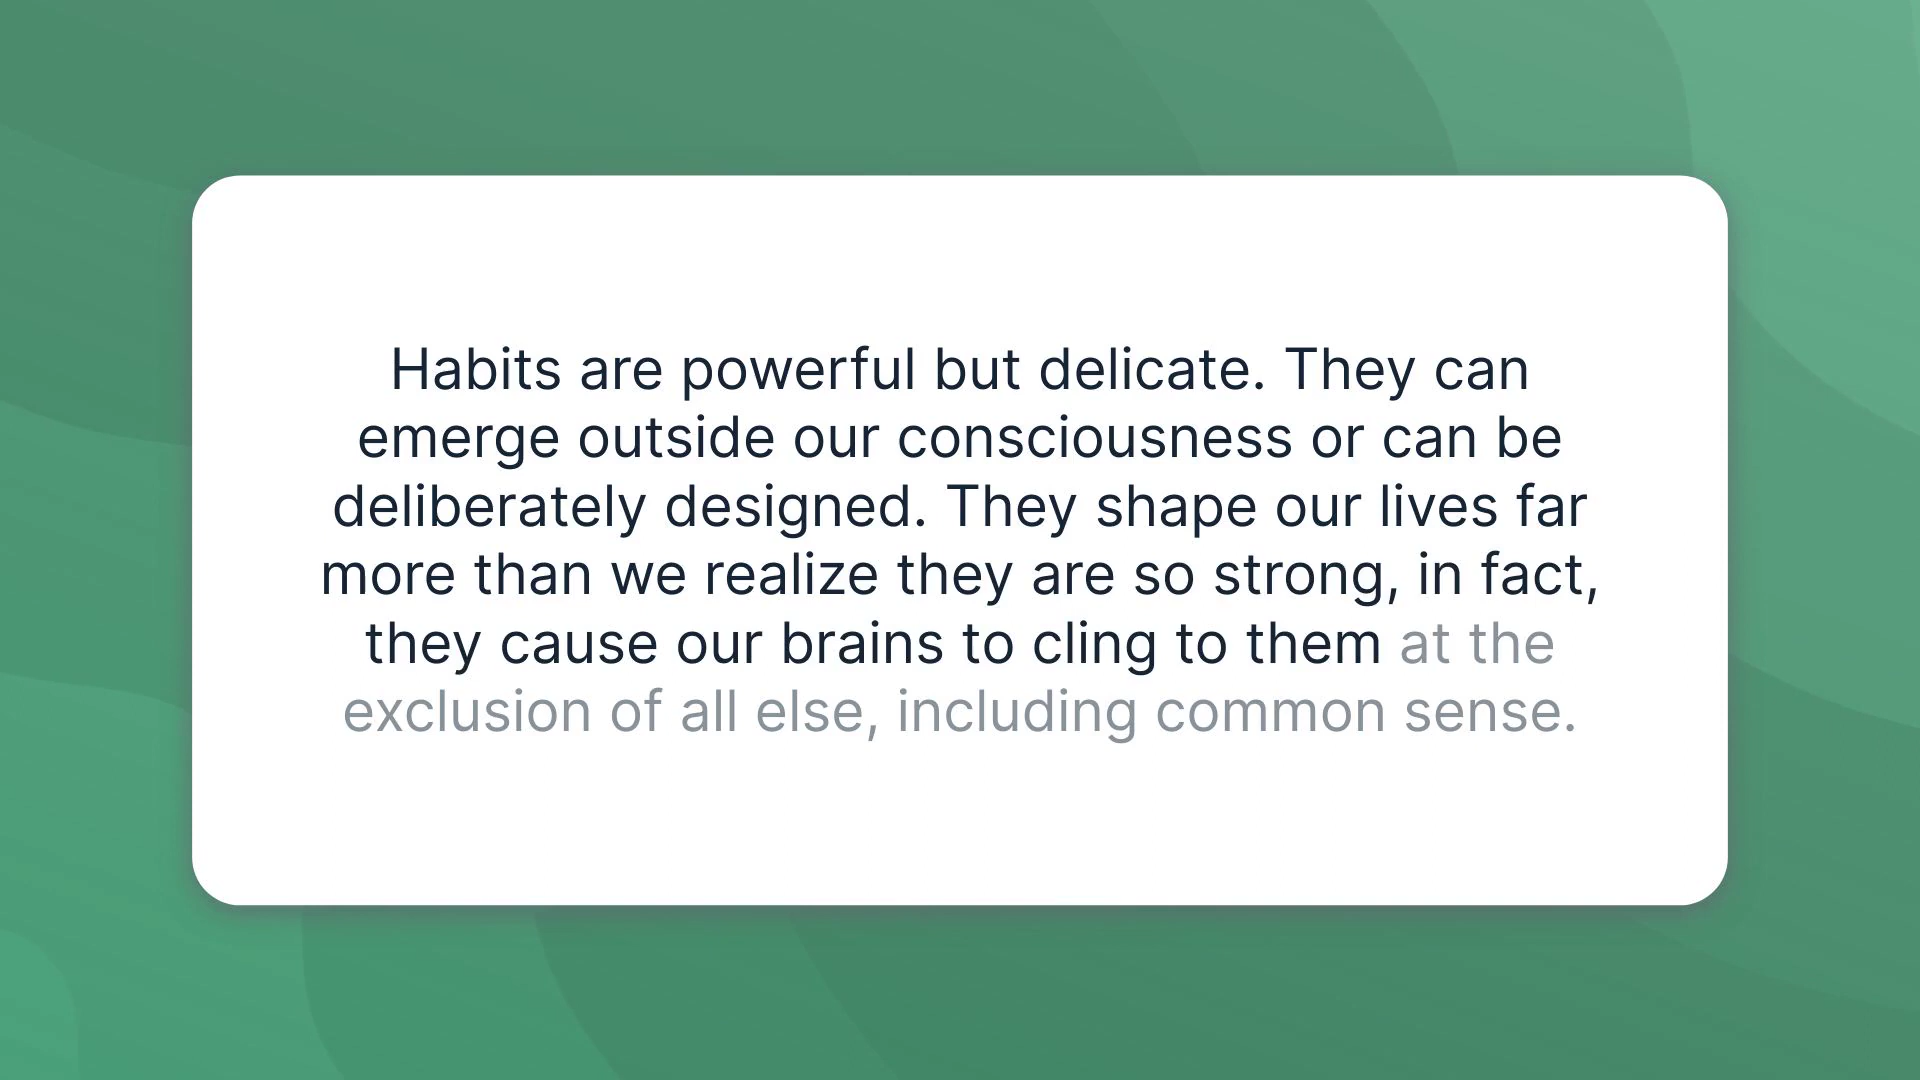 Habits are powerful but delicate. They can
emerge outside our consciousness or can be
deliberately designed. They shape our lives far
more than we realize they are so strong, in fact,
they cause our brains to cling to them at the
exclusion of all else, including common sense.